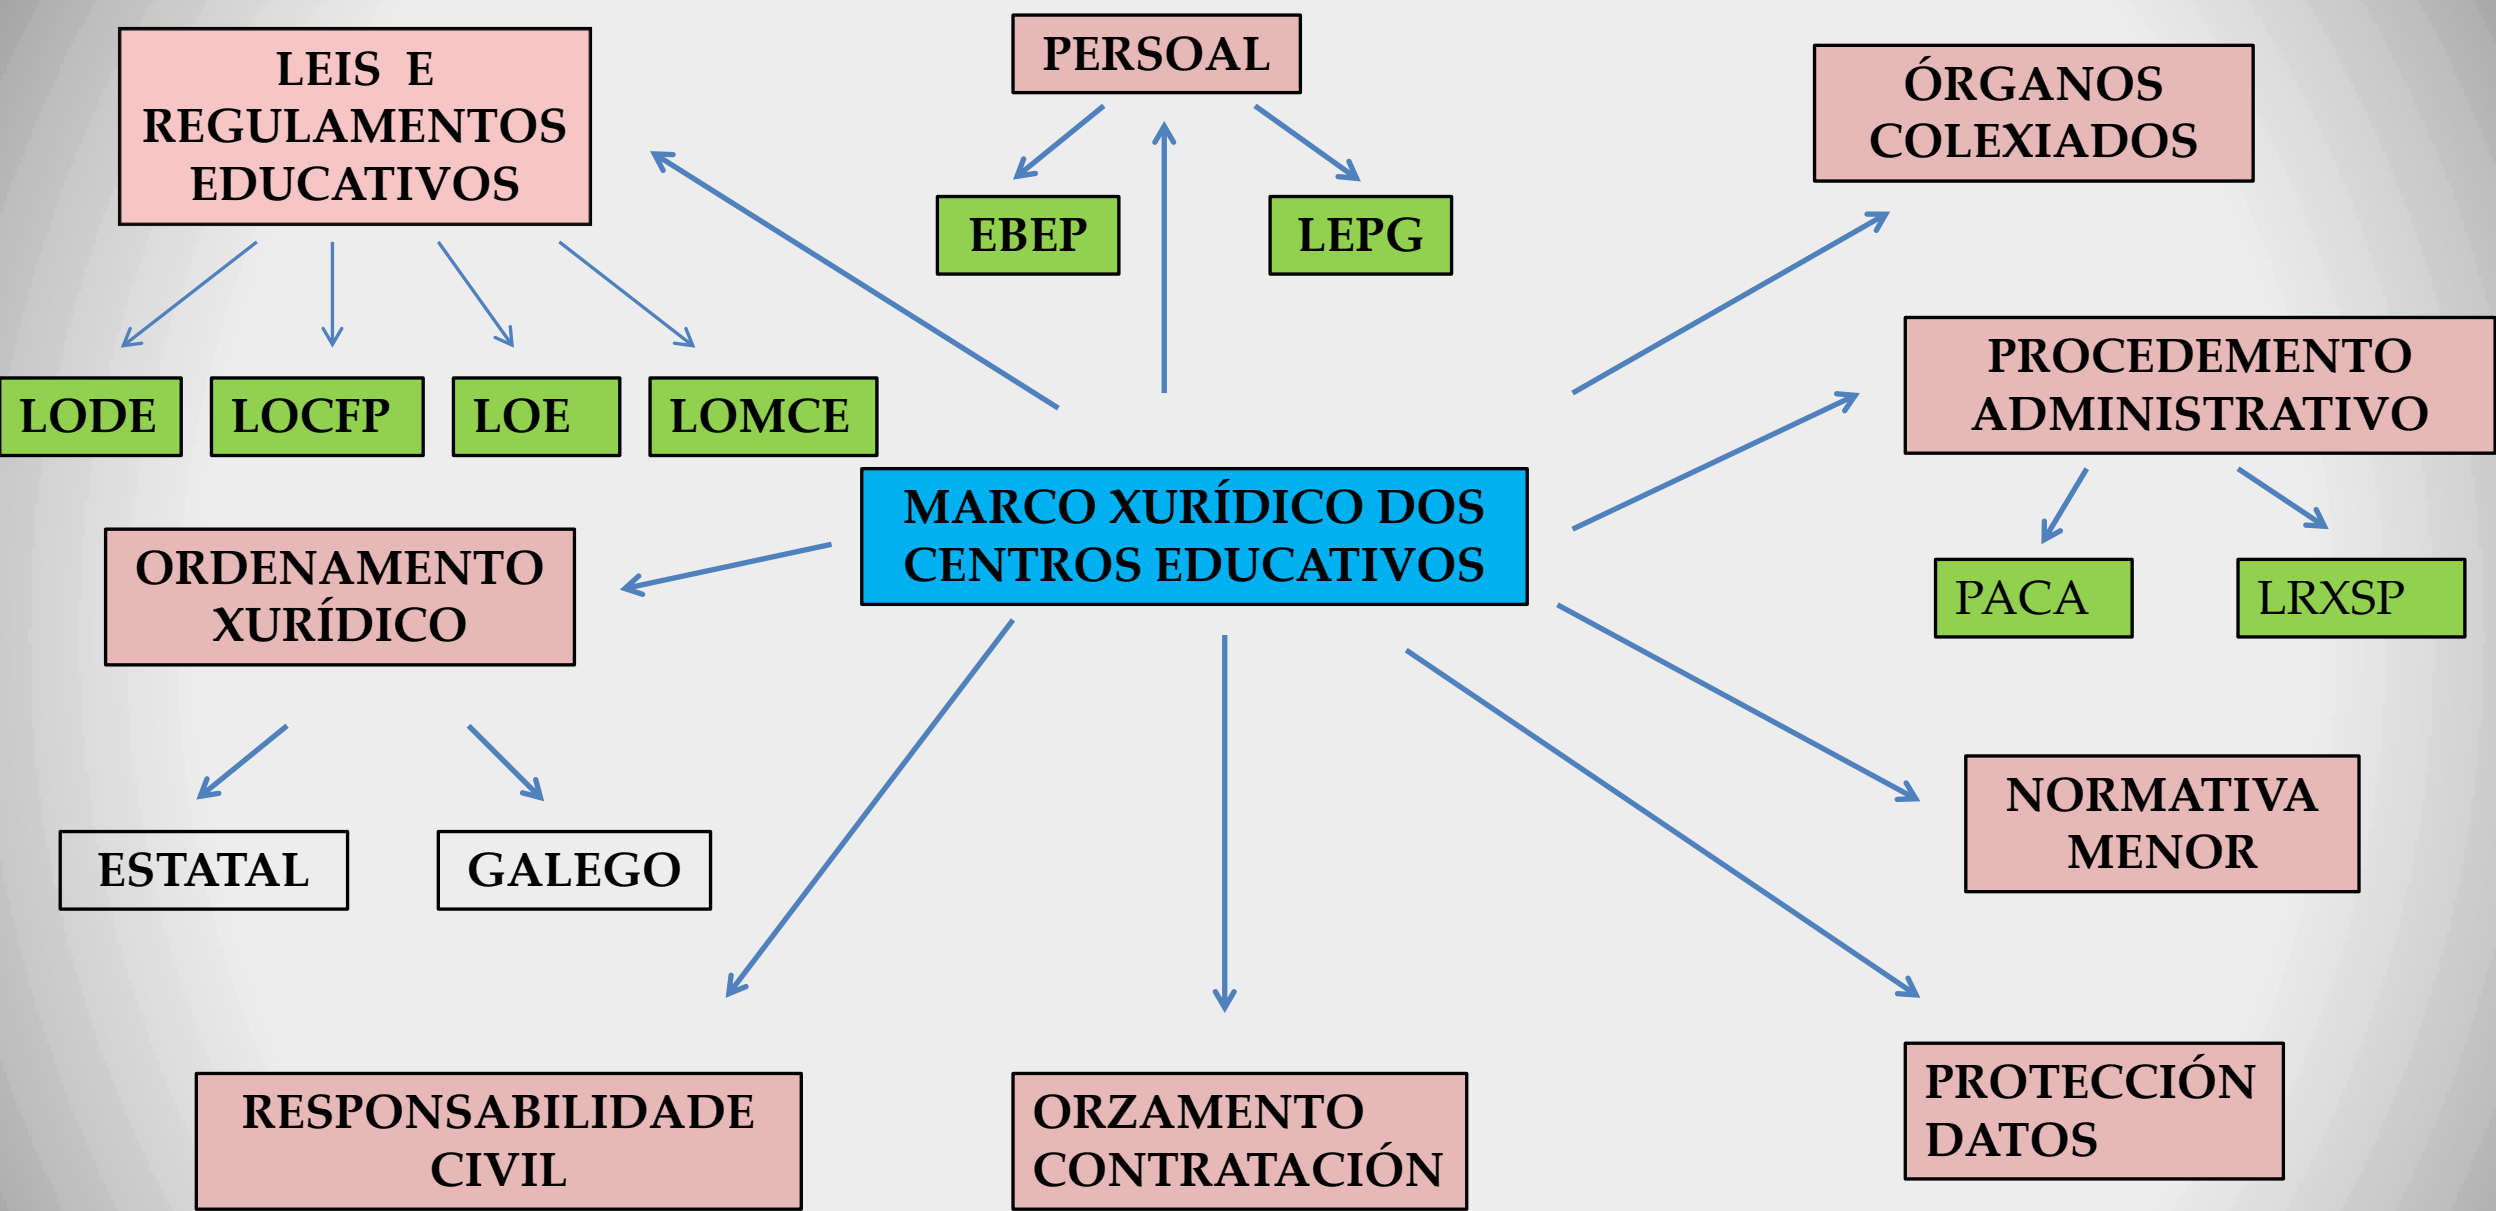 LEIS E
REGULAMENTOS
EDUCATIVOS
PERSOAL
ÓRGANOS
COLEXIADOS
EBEP
LEPG
LODE
LOCFP
LOE
LOMCE
PROCEDEMENTO
ADMINISTRATIVO
MARCO XURÍDICO DOS
CENTROS EDUCATIVOS
ORDENAMENTO
XURÍDICO
PACA
LRXSP
ESTATAL
GALEGO
NORMATIVA
MENOR
RESPONSABILIDADE
CIVIL
ORZAMENTO
CONTRATACIÓN
PROTECCIÓN
DATOS